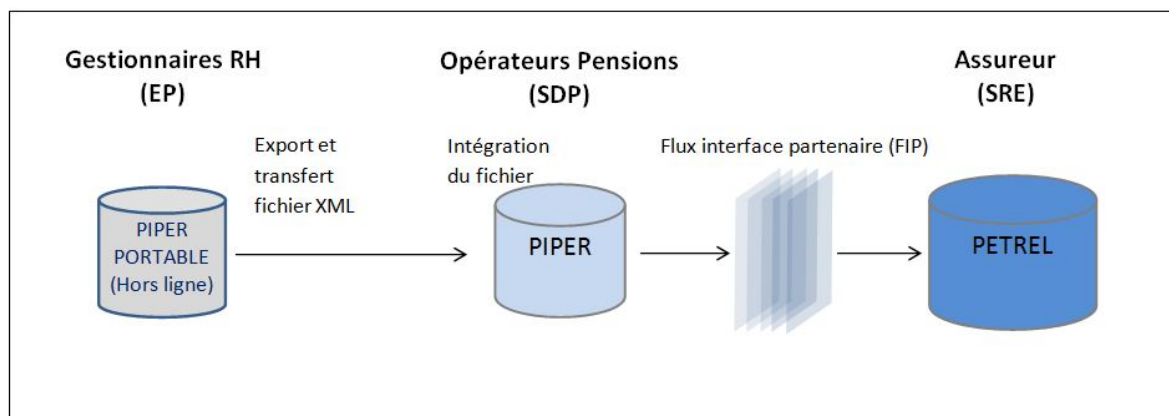 Gestionnaires RH
(EP)
Opérateurs Pensions
(SDP)
Assureur
(SRE)
Export et
transfert
fichier XML
Intégration
du fichier
Flux interface partenaire (FIP)
PIPER
PORTABLE
(Hors ligne)
PIPER
PETREL